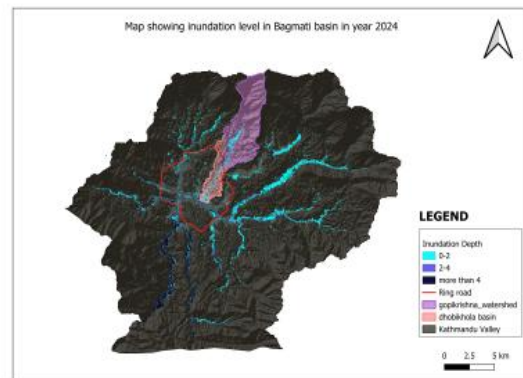 Map showing inundation level in Bagmati basin in year 2024
LEGEND
Inundation Depth
0-2
2-4
more than 4
Ring road
gopikrishna_watershed
dhobikhola basin
Kathmandu Valley
0 2.5 5 km